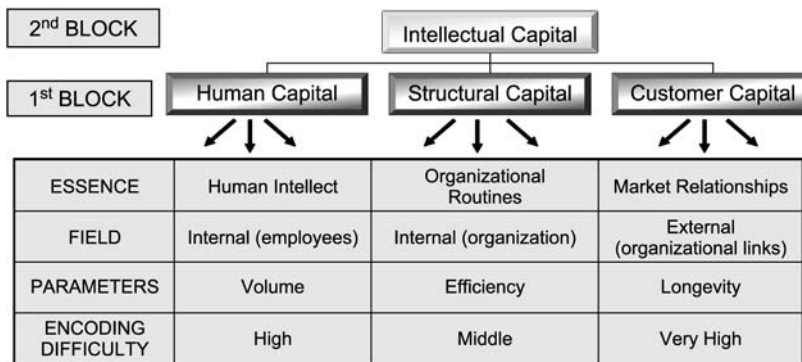 2nd BLOCK
Intellectual Capital
1st BLOCK
Human Capital
Structural Capital
Customer Capital
ESSENCE
Human Intellect
Organizational
Routines
Market Relationships
FIELD
Internal (employees)
Internal (organization)
External
(organizational links)
PARAMETERS
Volume
Efficiency
Longevity
ENCODING
DIFFICULTY
High
Middle
Very High